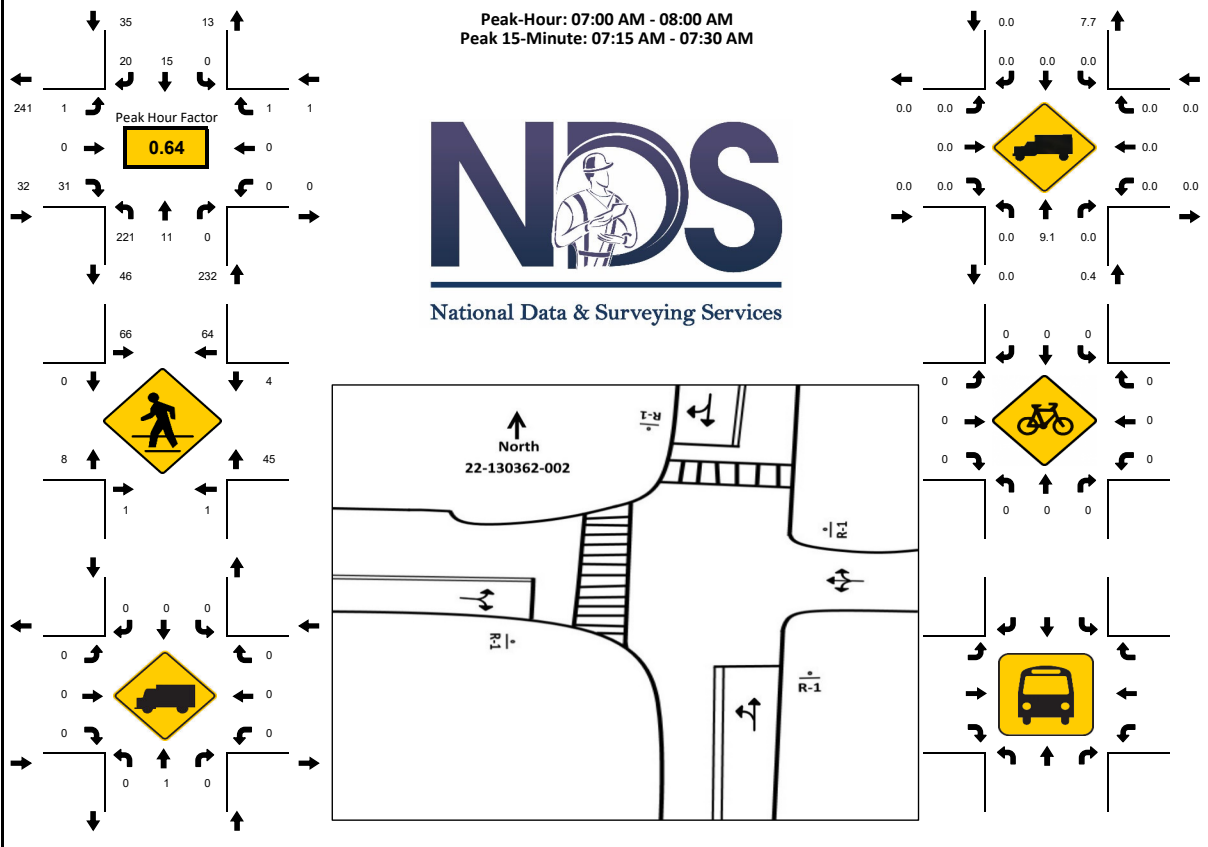 Peak-Hour: 07:00 AM - 08:00 AM
Peak 15-Minute: 07:15 AM - 07:30 AM
35 13
20 15 0
241 1 1 1
Peak Hour Factor
0 0.64 0
32 31 0 0
221 11 0
46 232
0.0 7.7
0.0 0.0 0.0
0.0 0.0 0.0 0.0
0.0 0.0
0.0 0.0 0.0 0.0
0.0 9.1 0.0
0.0 0.4
NDS
National Data & Surveying Services
66 64
0 4
8 45
1 1
0 0 0
0 0
0 0
0 0
0 0 0
North
22-130362-002
R-1
R-1
R-1
R-1
0 0 0
0 0
0 0
0 0
0 1 0